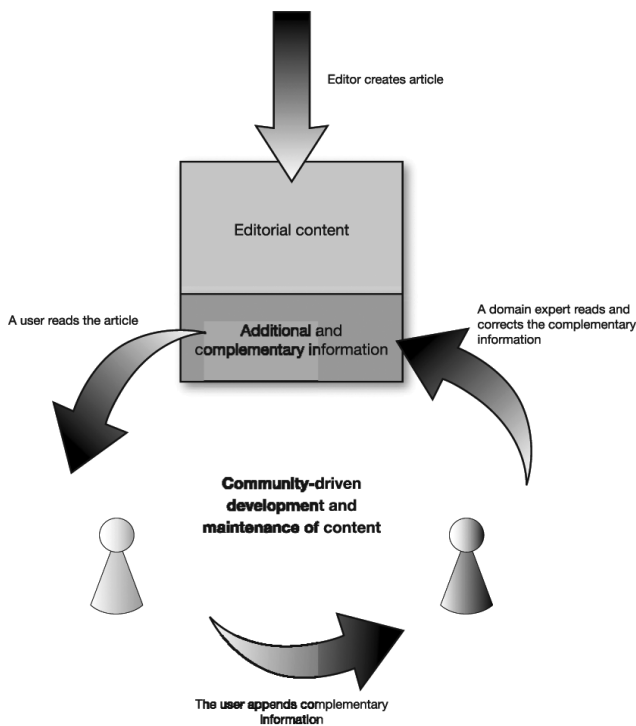 Editor creates article
Editorial content
A user reads the article
Additional and
complementary information
A domain expert reads and
corrects the complementary
information
Community-driven
development and
maintenance of content
The user appends complementary
information